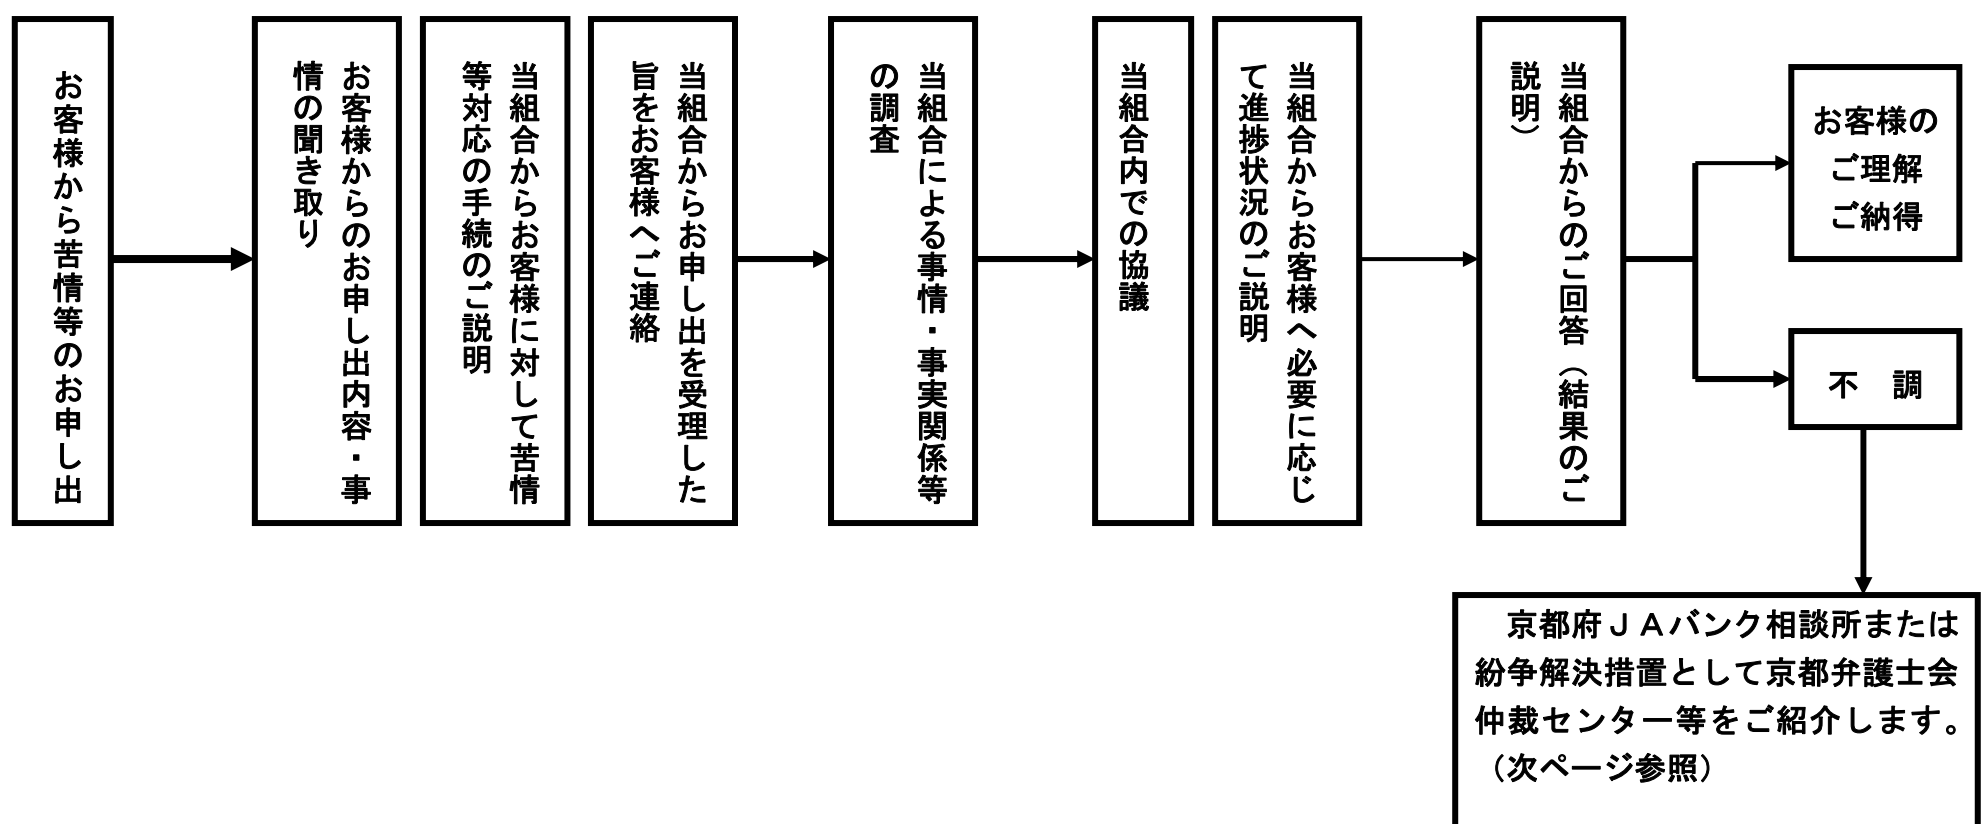 お客様から苦情等のお申し出
お客様からのお申し出内容・事
情の聞き取り
当組合からお客様に対して苦情
等対応の手続のご説明
当組合からお申し出を受理した
旨をお客様へご連絡
当組合による事情・事実関係等
の調査
当組合内での協議
当組合からお客様へ必要に応じ
て進捗状況のご説明
当組合からのご回答（結果のご
説明）
お客様の
ご理解
ご納得
不　調
京都府ＪＡバンク相談所または
紛争解決措置として京都弁護士会
仲裁センター等をご紹介します。
（次ページ参照）